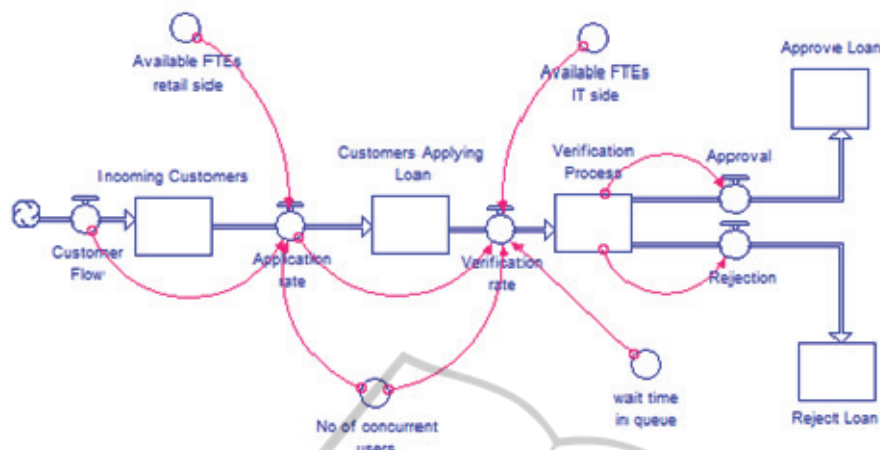 Available FTEs
retail side
Available FTEs
IT side
Approve Loan
Incoming Customers
Customers Applying
Loan
Verification
Process
Approval
Customer
Flow
Application
rate
Verification
rate
Rejection
No of concurrent
users
wait time
in queue
Reject Loan